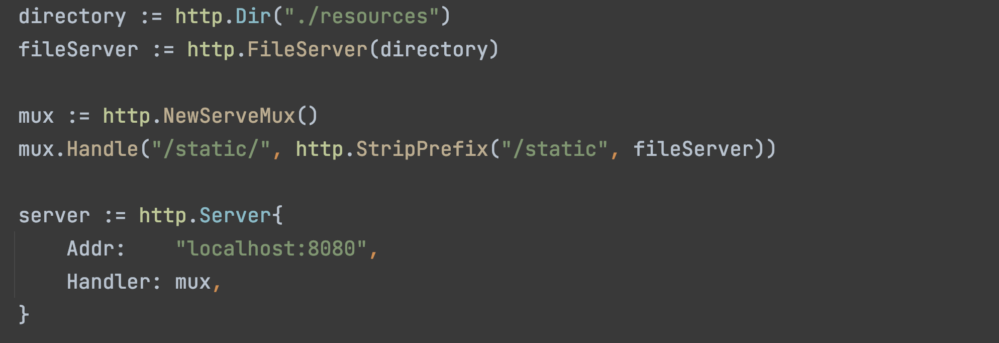 directory := http.Dir("./resources")
fileServer := http.FileServer(directory)
mux := http.NewServeMux()
mux.Handle("/static/", http.StripPrefix("/static", fileServer))
server := http.Server{
    Addr:    "localhost:8080",
    Handler: mux,
}